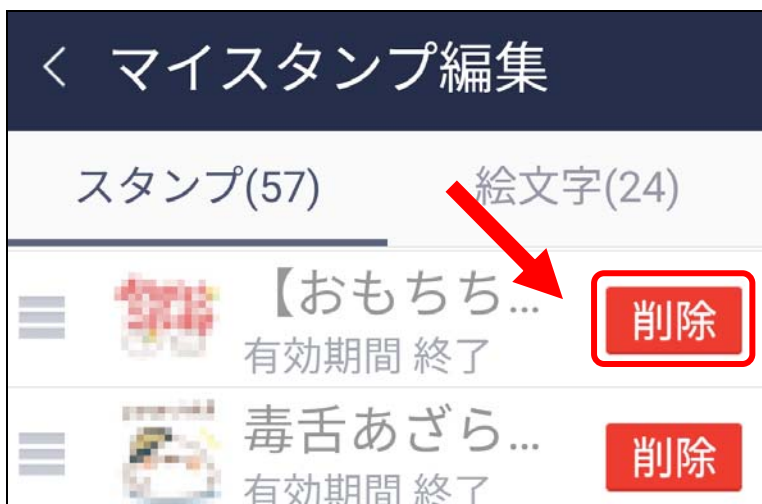 マイスタンプ編集
スタンプ(57)
絵文字(24)
【おもちち...
有効期間 終了
削除
毒舌あざら...
有効期間 終了
削除